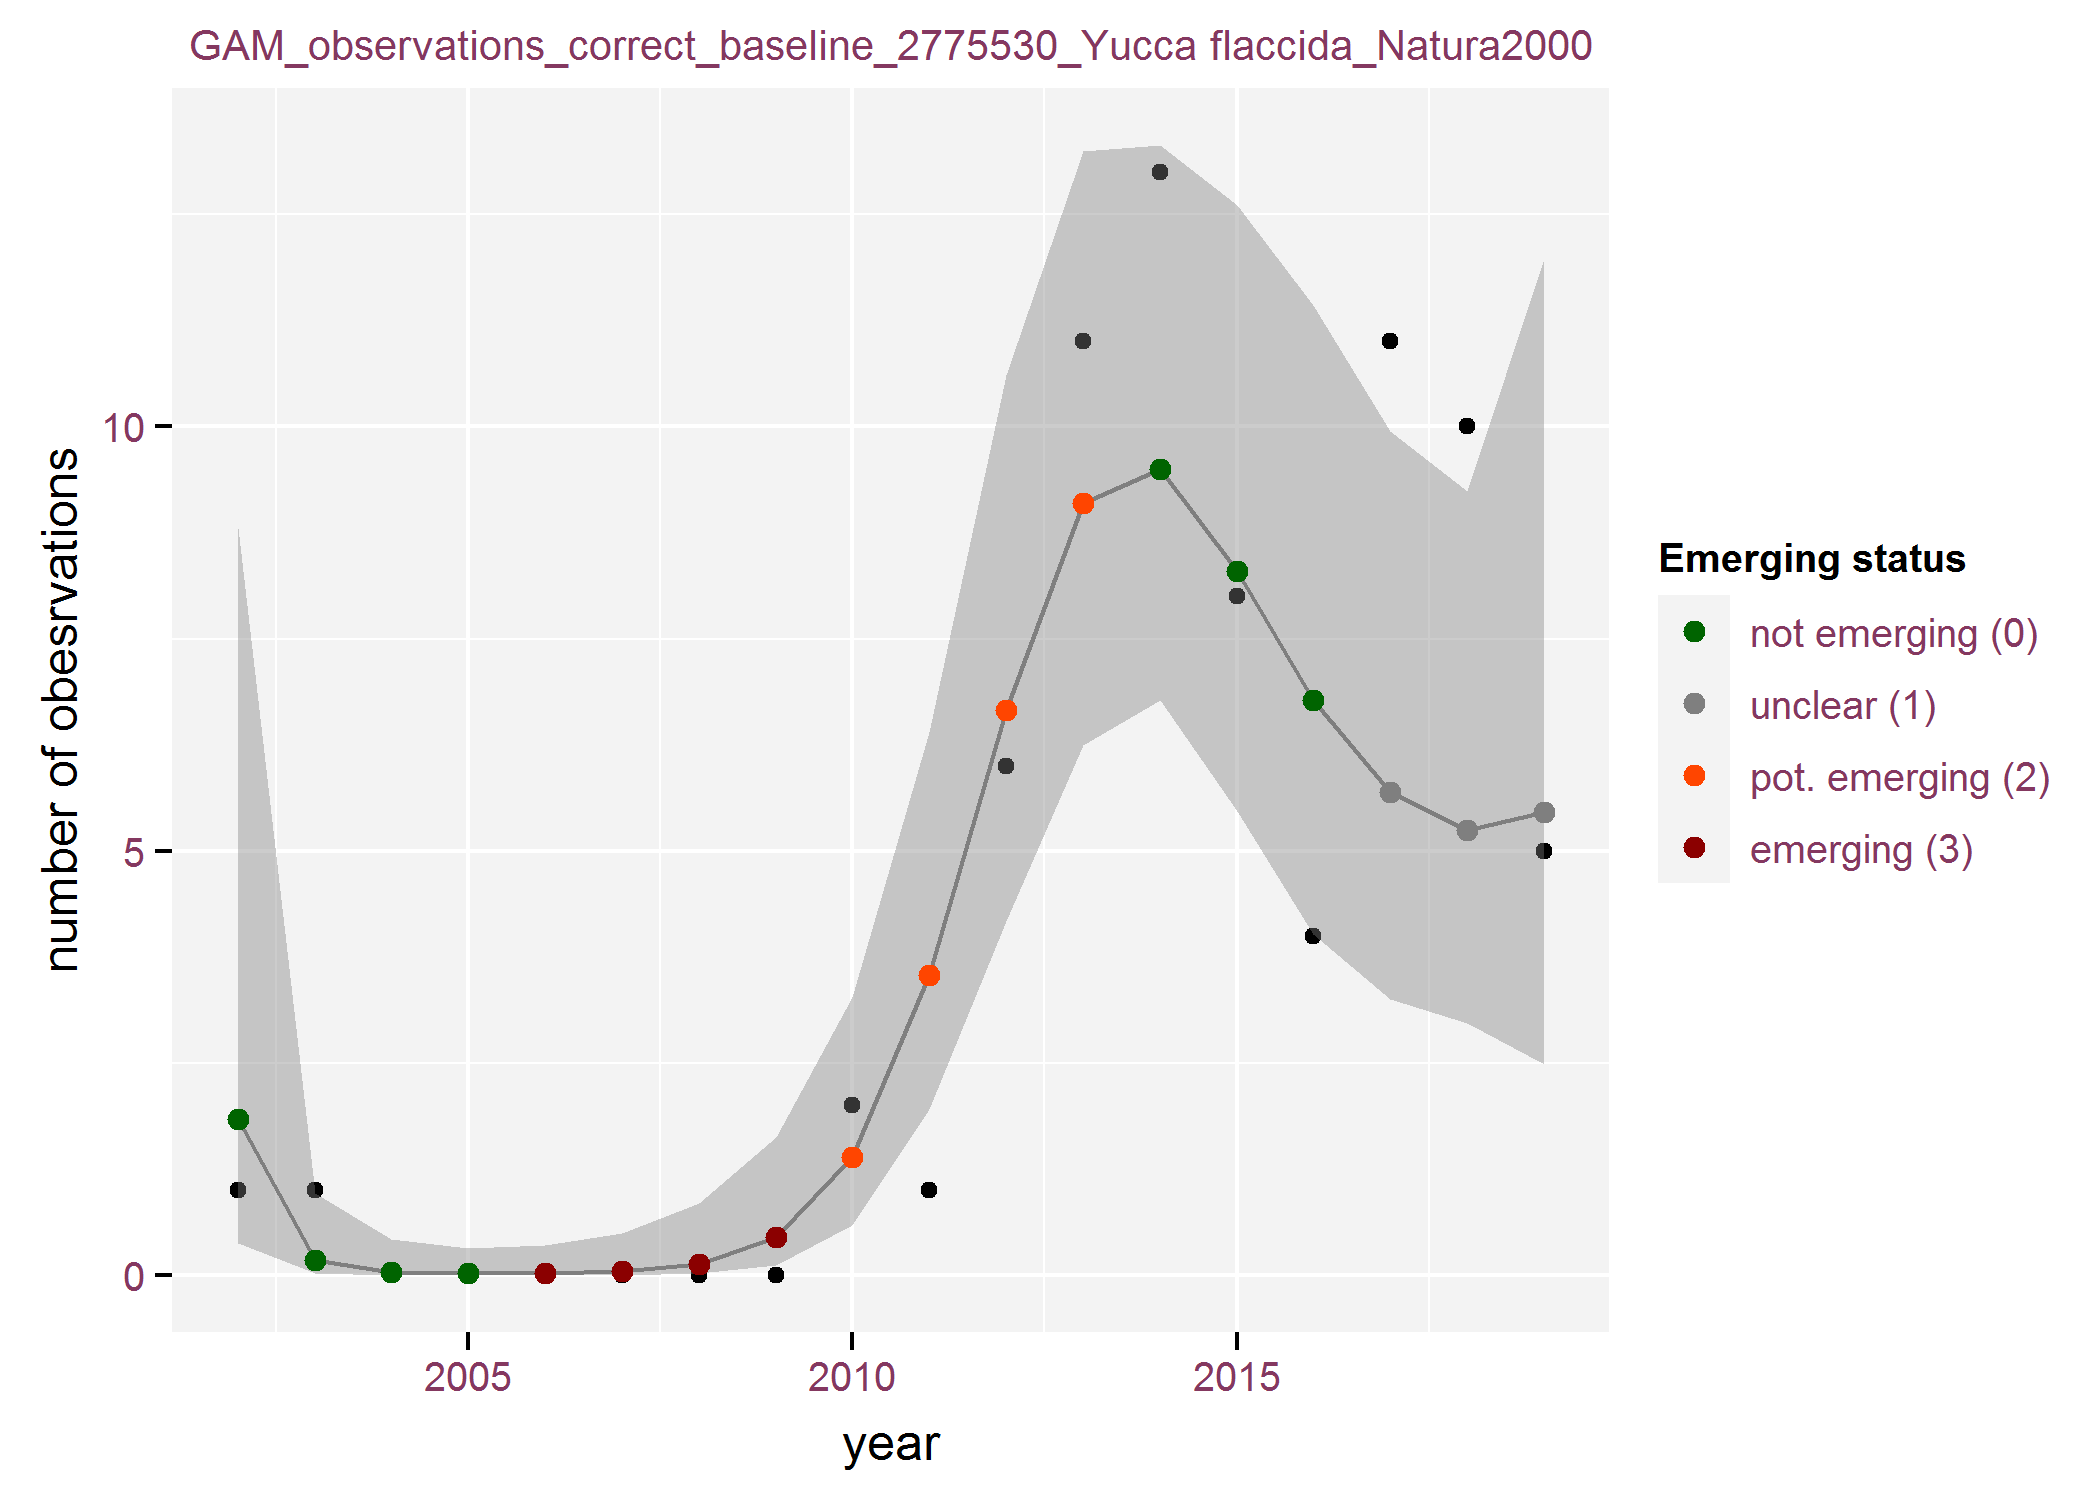 GAM_observations_correct_baseline_2775530_Yucca flaccida_Natura2000
number of obesrvations
10
5
0
2005
2010
2015
year
Emerging status
not emerging (0)
unclear (1)
pot. emerging (2)
emerging (3)